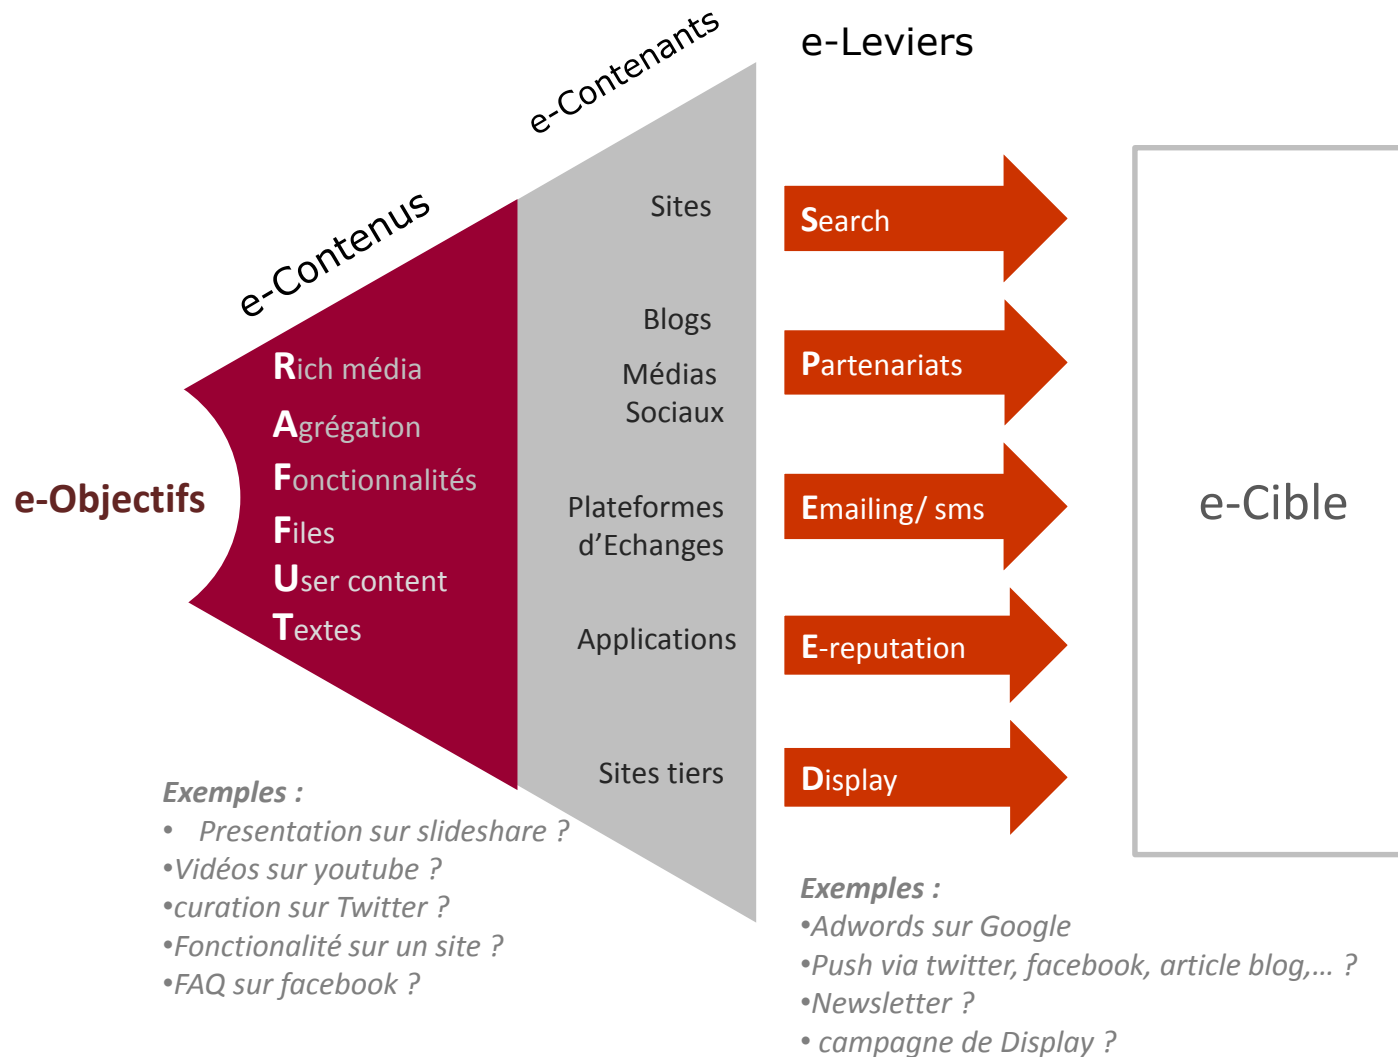 e-Objectifs
e-Contenus
Rich média
Agrégation
Fonctionnalités
Files
User content
Textes
e-Contenants
Sites
Blogs
Médias
Sociaux
Plateformes
d’Echanges
Applications
Sites tiers
e-Leviers
Search
Partenariats
Emailing/ sms
E-reputation
Display
e-Cible
Exemples :
• Presentation sur slideshare ?
•Vidéos sur youtube ?
•curation sur Twitter ?
•Fonctionalité sur un site ?
•FAQ sur facebook ?
Exemples :
•Adwords sur Google
•Push via twitter, facebook, article blog,… ?
•Newsletter ?
• campagne de Display ?